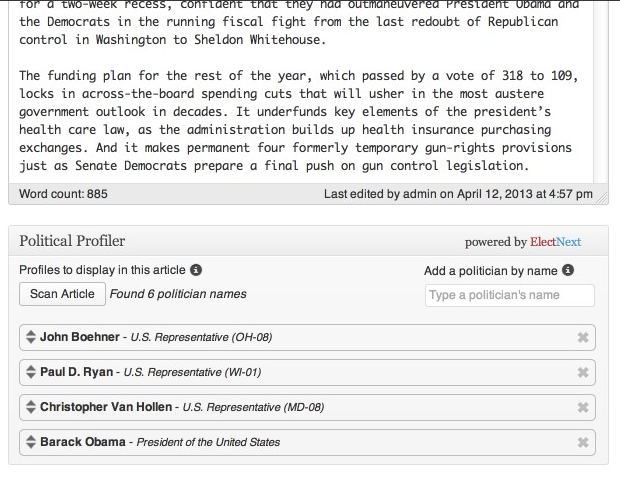 for a two-week recess, confident that they had outmaneuvered President Obama and
the Democrats in the running fiscal fight from the last redoubt of Republican
control in Washington to Sheldon Whitehouse.
The funding plan for the rest of the year, which passed by a vote of 318 to 109,
locks in across-the-board spending cuts that will usher in the most austere
government outlook in decades. It underfunds key elements of the president’s
health care law, as the administration builds up health insurance purchasing
exchanges. And it makes permanent four formerly temporary gun-rights provisions
just as Senate Democrats prepare a final push on gun control legislation.
Word count: 885 Last edited by admin on April 12, 2013 at 4:57 pm
Political Profiler powered by ElectNext
Profiles to display in this article Add a politician by name
Scan Article Found 6 politician names Type a politician's name
John Boehner - U.S. Representative (OH-08)
Paul D. Ryan - U.S. Representative (WI-01)
Christopher Van Hollen - U.S. Representative (MD-08)
Barack Obama - President of the United States